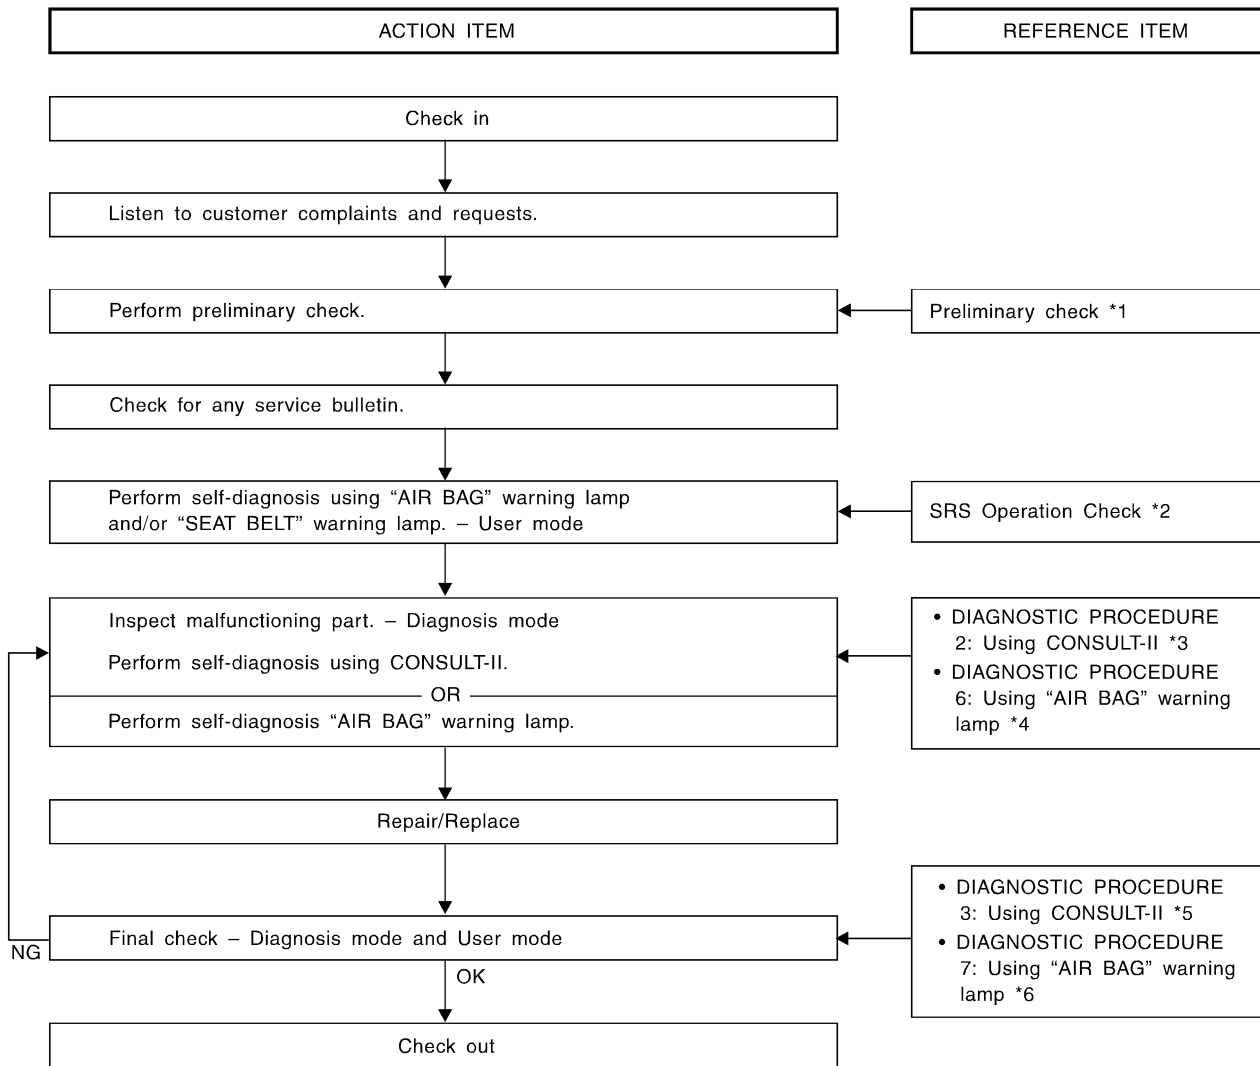 ACTION ITEM
REFERENCE ITEM
Check in
Listen to customer complaints and requests.
Perform preliminary check.
Preliminary check *1
Check for any service bulletin.
Perform self-diagnosis using “AIR BAG” warning lamp
and/or “SEAT BELT” warning lamp. – User mode
SRS Operation Check *2
Inspect malfunctioning part. – Diagnosis mode
Perform self-diagnosis using CONSULT-II.
OR
Perform self-diagnosis “AIR BAG” warning lamp.
• DIAGNOSTIC PROCEDURE
2: Using CONSULT-II *3
• DIAGNOSTIC PROCEDURE
6: Using “AIR BAG” warning
lamp *4
Repair/Replace
Final check – Diagnosis mode and User mode
• DIAGNOSTIC PROCEDURE
3: Using CONSULT-II *5
• DIAGNOSTIC PROCEDURE
7: Using “AIR BAG” warning
lamp *6
NG
OK
Check out